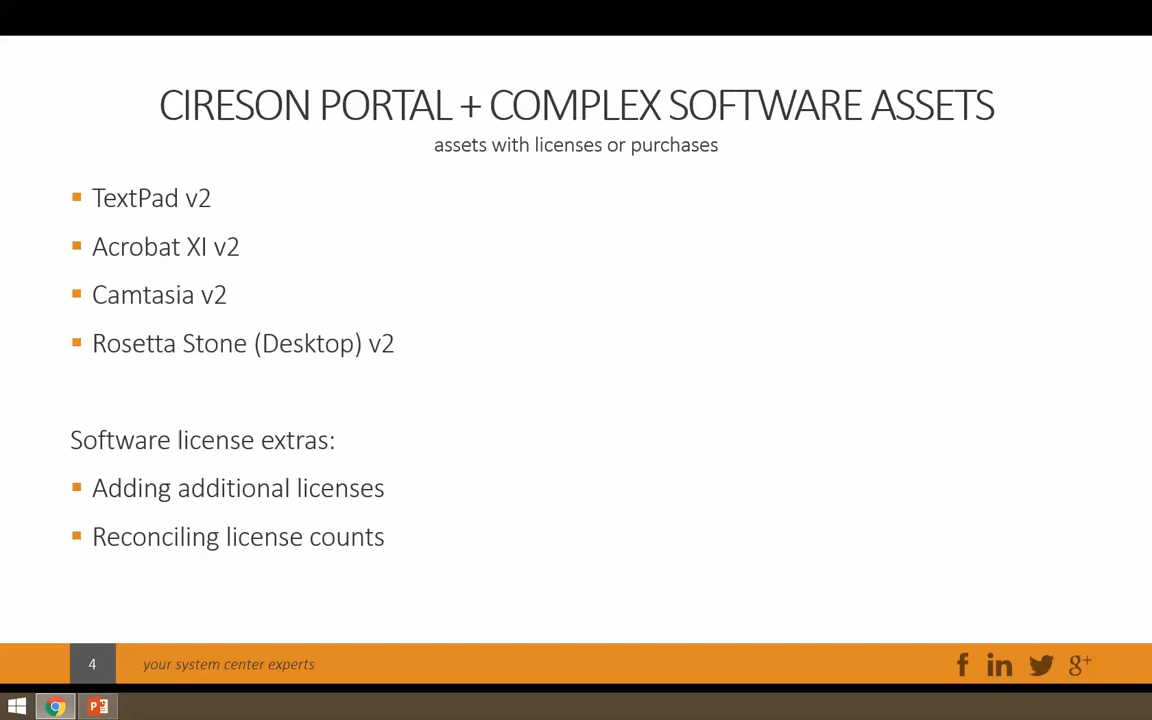 CIRESON PORTAL + COMPLEX SOFTWARE ASSETS
assets with licenses or purchases
TextPad v2
Acrobat XI v2
Camtasia v2
Rosetta Stone (Desktop) v2
Software license extras:
Adding additional licenses
Reconciling license counts
4
your system center experts